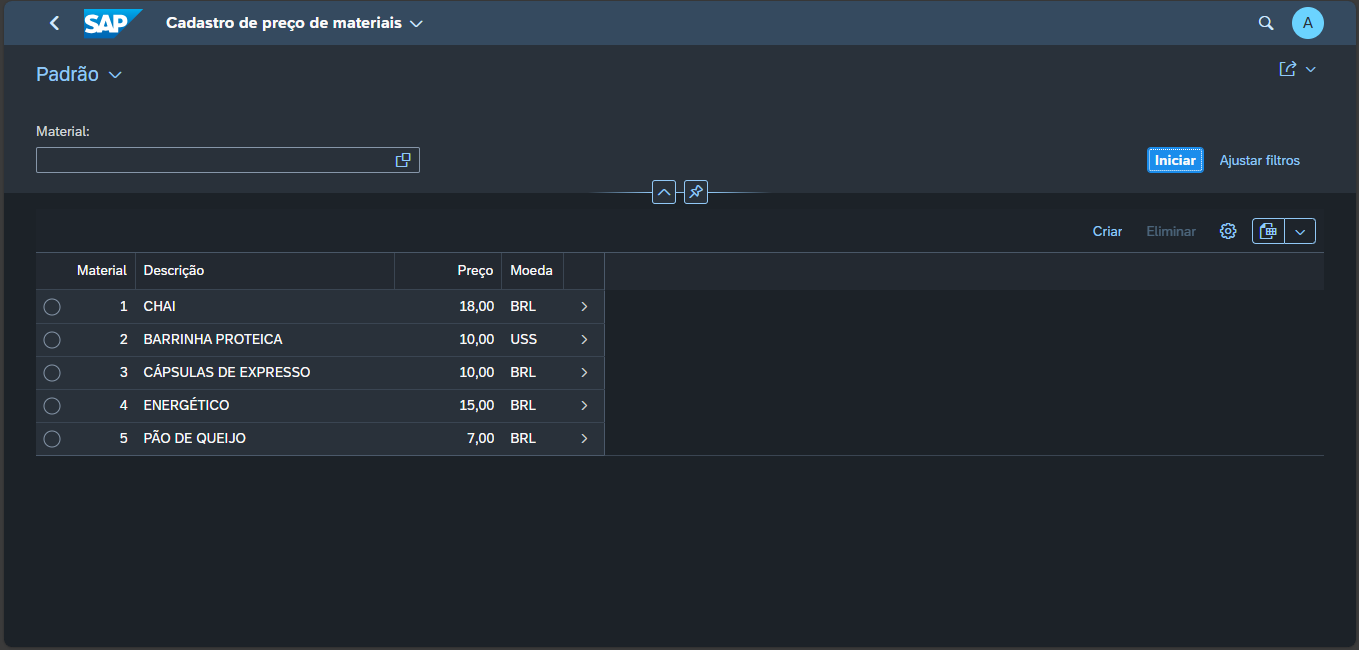 SAP Cadastro de preço de materiais A
Padrão
Material:
Iniciar Ajustar filtros
Criar Eliminar
Material Descrição Preço Moeda
1 CHAI 18,00 BRL
2 BARRINHA PROTEICA 10,00 USS
3 CÁPSULAS DE EXPRESSO 10,00 BRL
4 ENERGÉTICO 15,00 BRL
5 PÃO DE QUEIJO 7,00 BRL